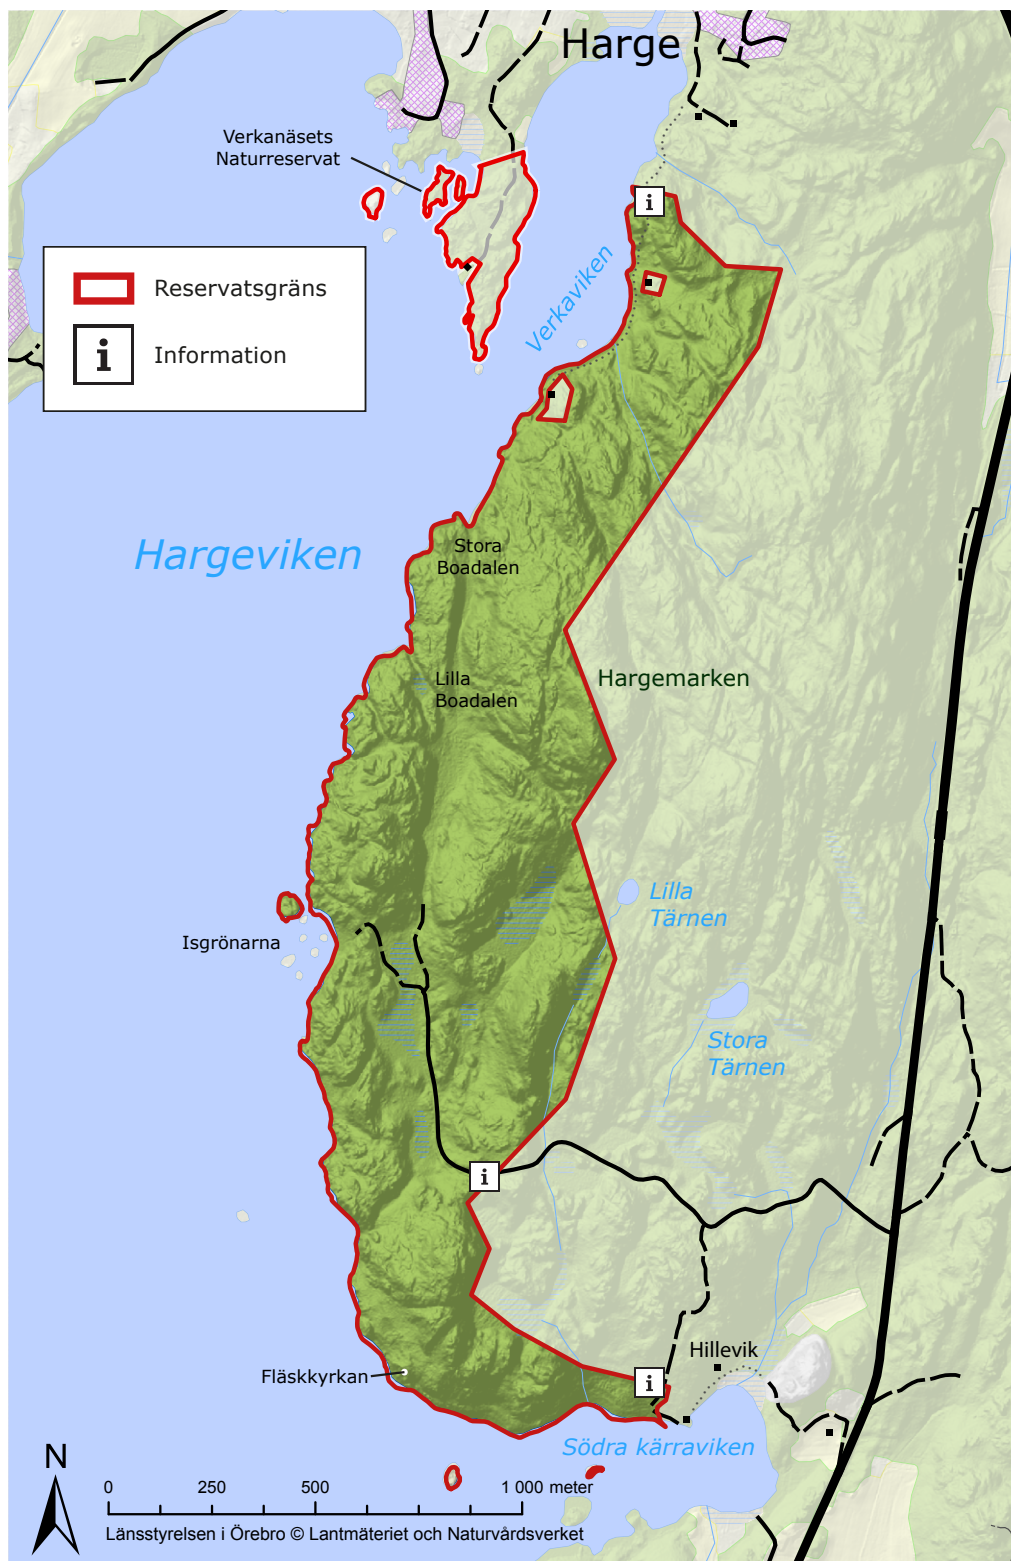 Harge
Verkanäsets
Naturreservat
i
Reservatsgräns
i
Information
Verkaviken
Hargeviken
Stora
Boadalen
Lilla
Boadalen
Hargemarken
Lilla
Tärnen
Isgrönarna
Stora
Tärnen
i
Hillevik
Fläskkyrkan
i
Södra kärraviken
N
0 250 500 1 000 meter
Länsstyrelsen i Örebro © Lantmäteriet och Naturvårdsverket